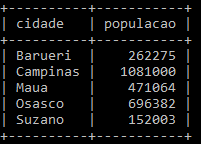 +----------+-----------+
| cidade   | populacao |
+----------+-----------+
| Barueri  |    262275 |
| Campinas |   1081000 |
| Maua     |    471064 |
| Osasco   |    696382 |
| Suzano   |    152003 |
+----------+-----------+